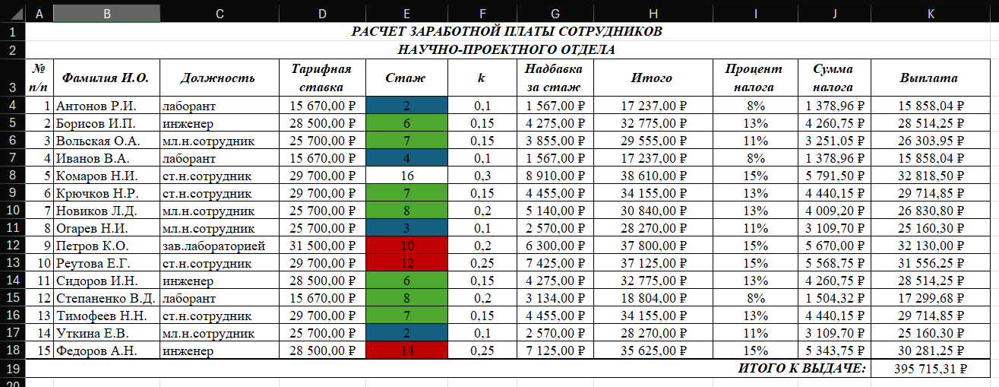 A B C D E F G H I J K
1 РАСЧЕТ ЗАРАБОТНОЙ ПЛАТЫ СОТРУДНИКОВ
2 НАУЧНО-ПРОЕКТНОГО ОТДЕЛА
3 № п/п Фамилия И.О. Должность Тарифная ставка Стаж k Надбавка за стаж Итого Процент налога Сумма налога Выплата
4 1 Антонов Р.И. лаборант 15 670,00 ₽ 2 0,1 1 567,00 ₽ 17 237,00 ₽ 8% 1 378,96 ₽ 15 858,04 ₽
5 2 Борисов И.П. инженер 28 500,00 ₽ 6 0,15 4 275,00 ₽ 32 775,00 ₽ 13% 4 260,75 ₽ 28 514,25 ₽
6 3 Вольская О.А. мл.н.сотрудник 25 700,00 ₽ 7 0,15 3 855,00 ₽ 29 555,00 ₽ 11% 3 251,05 ₽ 26 303,95 ₽
7 4 Иванов В.А. лаборант 15 670,00 ₽ 4 0,1 1 567,00 ₽ 17 237,00 ₽ 8% 1 378,96 ₽ 15 858,04 ₽
8 5 Комаров Н.И. ст.н.сотрудник 29 700,00 ₽ 16 0,3 8 910,00 ₽ 38 610,00 ₽ 15% 5 791,50 ₽ 32 818,50 ₽
9 6 Крючков Н.Р. ст.н.сотрудник 29 700,00 ₽ 7 0,15 4 455,00 ₽ 34 155,00 ₽ 13% 4 440,15 ₽ 29 714,85 ₽
10 7 Новиков Л.Д. мл.н.сотрудник 25 700,00 ₽ 8 0,2 5 140,00 ₽ 30 840,00 ₽ 13% 4 009,20 ₽ 26 830,80 ₽
11 8 Огарев Н.И. мл.н.сотрудник 25 700,00 ₽ 3 0,1 2 570,00 ₽ 28 270,00 ₽ 11% 3 109,70 ₽ 25 160,30 ₽
12 9 Петров К.О. зав.лабораторией 31 500,00 ₽ 10 0,2 6 300,00 ₽ 37 800,00 ₽ 15% 5 670,00 ₽ 32 130,00 ₽
13 10 Реутова Е.Г. ст.н.сотрудник 29 700,00 ₽ 12 0,25 7 425,00 ₽ 37 125,00 ₽ 15% 5 568,75 ₽ 31 556,25 ₽
14 11 Сидоров И.Н. инженер 28 500,00 ₽ 6 0,15 4 275,00 ₽ 32 775,00 ₽ 13% 4 260,75 ₽ 28 514,25 ₽
15 12 Степаненко В.Д. лаборант 15 670,00 ₽ 8 0,2 3 134,00 ₽ 18 804,00 ₽ 8% 1 504,32 ₽ 17 299,68 ₽
16 13 Тимофеев Н.Н. ст.н.сотрудник 29 700,00 ₽ 7 0,15 4 455,00 ₽ 34 155,00 ₽ 13% 4 440,15 ₽ 29 714,85 ₽
17 14 Уткина Е.В. мл.н.сотрудник 25 700,00 ₽ 2 0,1 2 570,00 ₽ 28 270,00 ₽ 11% 3 109,70 ₽ 25 160,30 ₽
18 15 Федоров А.Н. инженер 28 500,00 ₽ 14 0,25 7 125,00 ₽ 35 625,00 ₽ 15% 5 343,75 ₽ 30 281,25 ₽
19 ИТОГО К ВЫДАЧЕ: 395 715,31 ₽
20